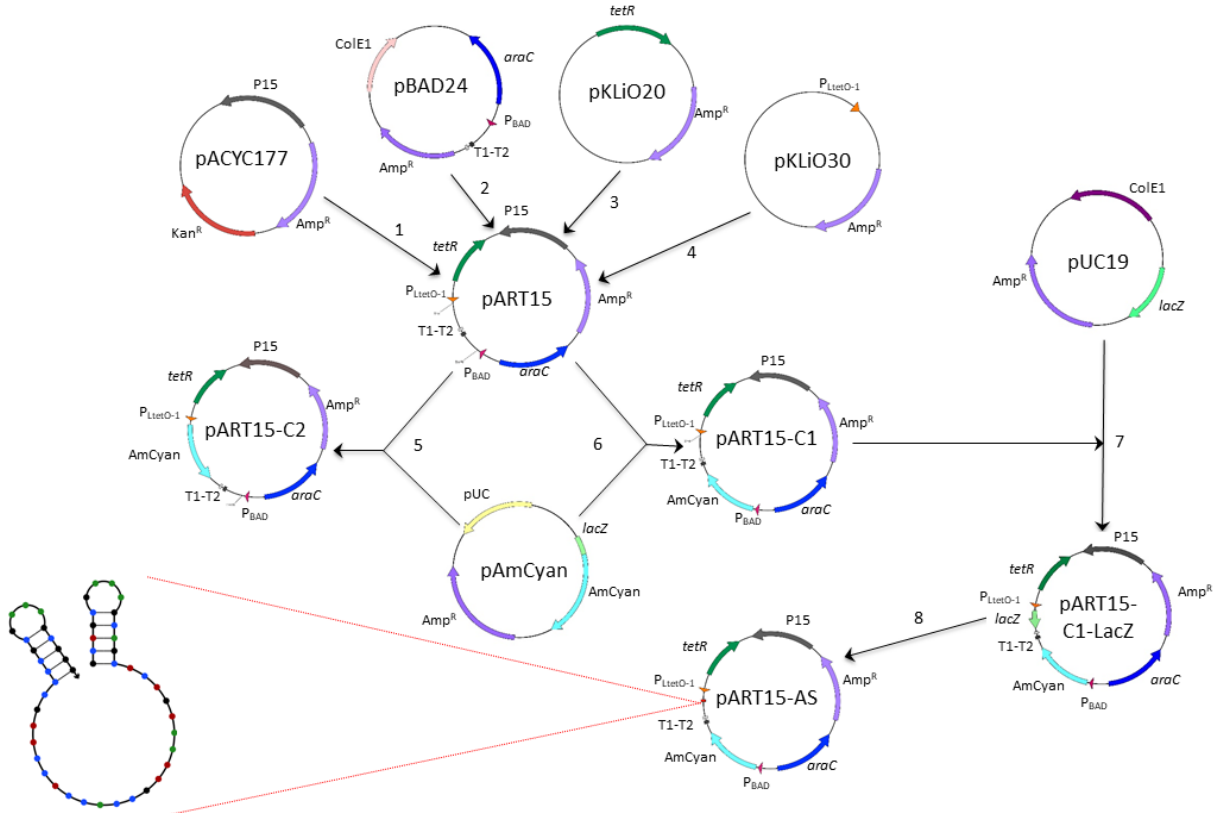 tetR
ColE1
araC
pBAD24
PBAD
T1-T2
AmpR
pKLiO20
AmpR
PLtetO-1
pKLiO30
AmpR
P15
pACYC177
KanR
AmpR
1
2
3
4
P15
tetR
PLtetO-1
pART15
AmpR
T1-T2
PBAD
araC
ColE1
pUC19
AmpR
lacZ
P15
tetR
PLtetO-1
AmpR
pART15-C2
AmCyan
T1-T2
PBAD
araC
5
6
P15
tetR
PLtetO-1
AmpR
pART15-C1
T1-T2
AmCyan
PBAD
araC
7
pUC
lacZ
pAmCyan
AmCyan
AmpR
P15
tetR
PLtetO-1
AmpR
pART15-
C1-LacZ
lacZ
T1-T2
AmCyan
PBAD
araC
8
P15
tetR
PLtetO-1
AmpR
pART15-AS
T1-T2
AmCyan
PBAD
araC